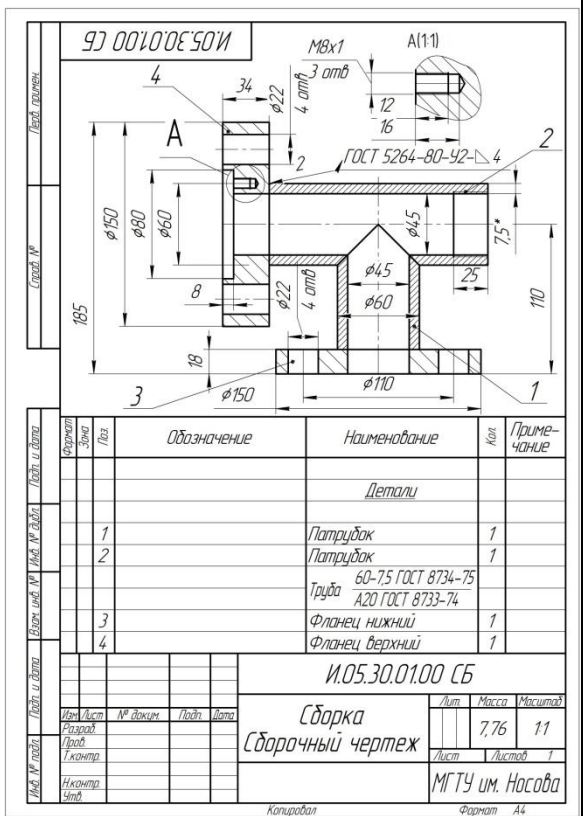 И.05.30.01.00 СБ
Перв. примен.
Справ. №
34
4
⌀22
4 отв
М8х1
3 отв
А(1:1)
12
16
А
2
ГОСТ 5264-80-У2-◺ 4
2
⌀150
⌀80
⌀60
185
8
⌀22
4 отв
⌀45
7,5*
25
110
⌀45
⌀60
18
3
⌀150
⌀110
1
Формат Зона Поз. Обозначение Наименование Кол. Приме-
чание
Детали
1 Патрубок 1
2 Патрубок 1
Труба 60-7,5 ГОСТ 8734-75
А20 ГОСТ 8733-74
3 Фланец нижний 1
4 Фланец верхний 1
Подп. и дата
Инв. № дубл.
Взам. инв. №
Подп. и дата
Инв. № подл.
И.05.30.01.00 СБ
Изм. Лист № докум. Подп. Дата
Разраб.
Пров.
Т.контр.
Н.контр.
Утв.
Сборка
Сборочный чертеж
Лит. Масса Масштаб
7,76 1:1
Лист Листов 1
МГТУ им. Носова
Копировал Формат А4